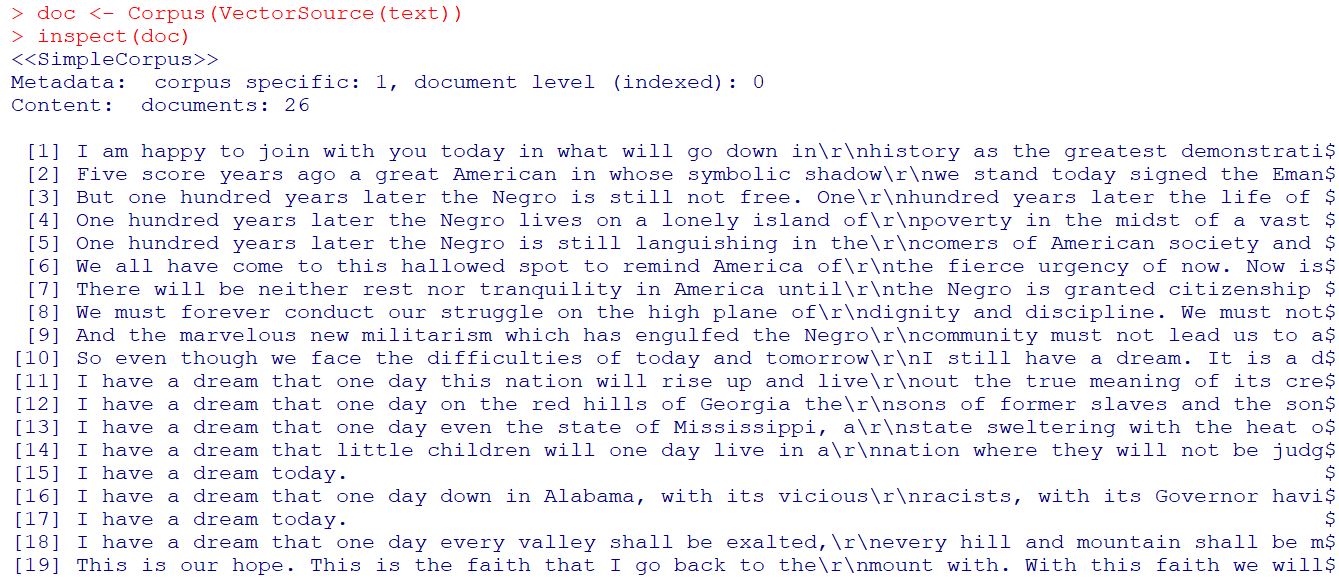 > doc <- Corpus(VectorSource(text))
> inspect(doc)
<<SimpleCorpus>>
Metadata:  corpus specific: 1, document level (indexed): 0
Content:  documents: 26
[1] I am happy to join with you today in what will go down in\r\nhistory as the greatest demonstrati$
[2] Five score years ago a great American in whose symbolic shadow\r\nwe stand today signed the Eman$
[3] But one hundred years later the Negro is still not free. One\r\nhundred years later the life of $
[4] One hundred years later the Negro lives on a lonely island of\r\npoverty in the midst of a vast $
[5] One hundred years later the Negro is still languishing in the\r\ncomers of American society and $
[6] We all have come to this hallowed spot to remind America of\r\nthe fierce urgency of now. Now is$
[7] There will be neither rest nor tranquility in America until\r\nthe Negro is granted citizenship $
[8] We must forever conduct our struggle on the high plane of\r\ndignity and discipline. We must not$
[9] And the marvelous new militarism which has engulfed the Negro\r\ncommunity must not lead us to a$
[10] So even though we face the difficulties of today and tomorrow\r\nI still have a dream. It is a d$
[11] I have a dream that one day this nation will rise up and live\r\nout the true meaning of its cre$
[12] I have a dream that one day on the red hills of Georgia the\r\nsons of former slaves and the son$
[13] I have a dream that one day even the state of Mississippi, a\r\nstate sweltering with the heat o$
[14] I have a dream that little children will one day live in a\r\nnation where they will not be judg$
[15] I have a dream today. $
[16] I have a dream that one day down in Alabama, with its vicious\r\nracists, with its Governor havi$
[17] I have a dream today. $
[18] I have a dream that one day every valley shall be exalted,\r\nevery hill and mountain shall be m$
[19] This is our hope. This is the faith that I go back to the\r\nmount with. With this faith we will$